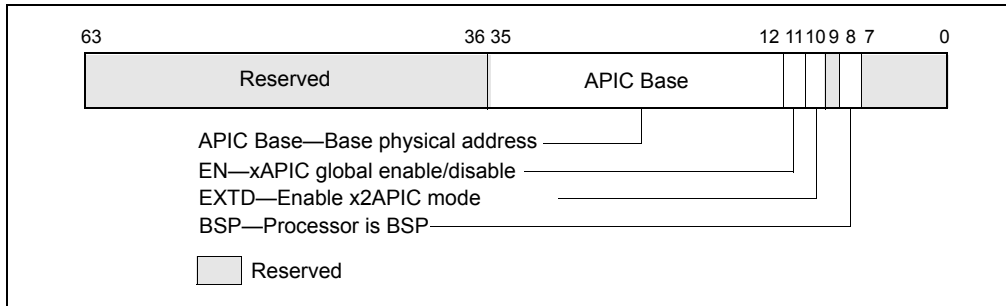 63 36 35 12 11 10 9 8 7 0
Reserved APIC Base
APIC Base—Base physical address
EN—xAPIC global enable/disable
EXTD—Enable x2APIC mode
BSP—Processor is BSP
Reserved